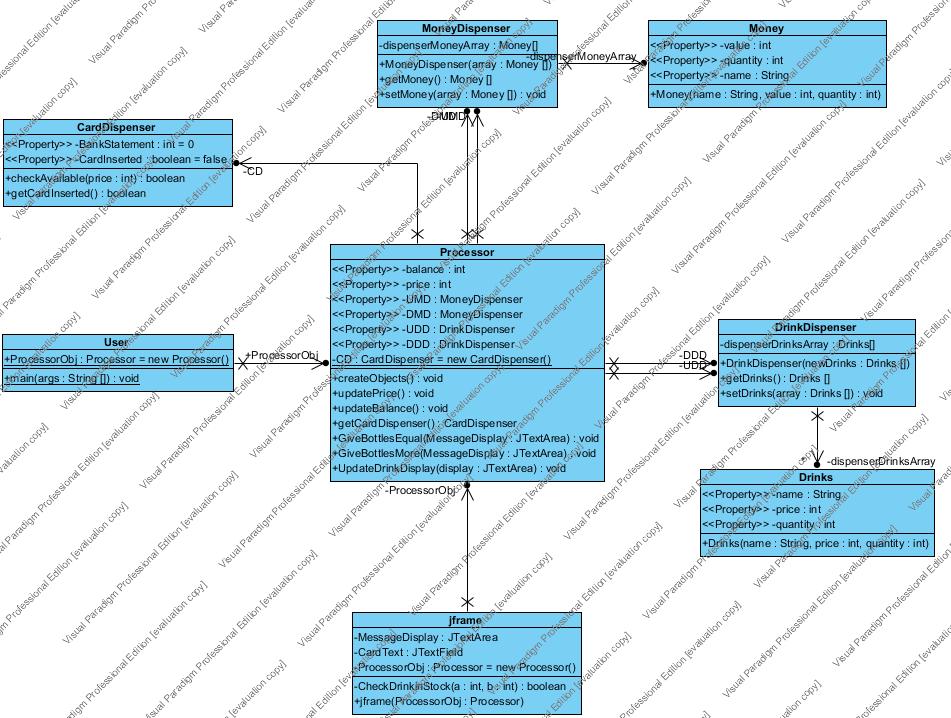 MoneyDispenser
-dispenserMoneyArray : Money[]
+MoneyDispenser(array : Money [])
+getMoney() : Money []
+setMoney(array : Money []) : void
-dispenserMoneyArray
Money
<<Property>> -value : int
<<Property>> -quantity : int
<<Property>> -name : String
+Money(name : String, value : int, quantity : int)
CardDispenser
<<Property>> -BankStatement : int = 0
<<Property>> -CardInserted : boolean = false
+checkAvailable(price : int) : boolean
+getCardInserted() : boolean
-CD
Processor
<<Property>> -balance : int
<<Property>> -price : int
<<Property>> -UMD : MoneyDispenser
<<Property>> -DMD : MoneyDispenser
<<Property>> -UDD : DrinkDispenser
<<Property>> -DDD : DrinkDispenser
-CD : CardDispenser = new CardDispenser()
+createObjects() : void
+updatePrice() : void
+updateBalance() : void
+getCardDispenser() : CardDispenser
+GiveBottlesEqual(MessageDisplay : JTextArea) : void
+GiveBottlesMore(MessageDisplay : JTextArea) : void
+UpdateDrinkDisplay(display : JTextArea) : void
User
+ProcessorObj : Processor = new Processor()
+main(args : String []) : void
+ProcessorObj
-DDD
-UDD
DrinkDispenser
-dispenserDrinksArray : Drinks[]
+DrinkDispenser(newDrinks : Drinks [])
+getDrinks() : Drinks []
+setDrinks(array : Drinks []) : void
* -dispenserDrinksArray
Drinks
<<Property>> -name : String
<<Property>> -price : int
<<Property>> -quantity : int
+Drinks(name : String, price : int, quantity : int)
-ProcessorObj
jframe
-MessageDisplay : JTextArea
-CardText : JTextField
-ProcessorObj : Processor = new Processor()
-CheckDrinkInStock(a : int, b : int) : boolean
+jframe(ProcessorObj : Processor)
Visual Paradigm Professional Edition [evaluation copy]